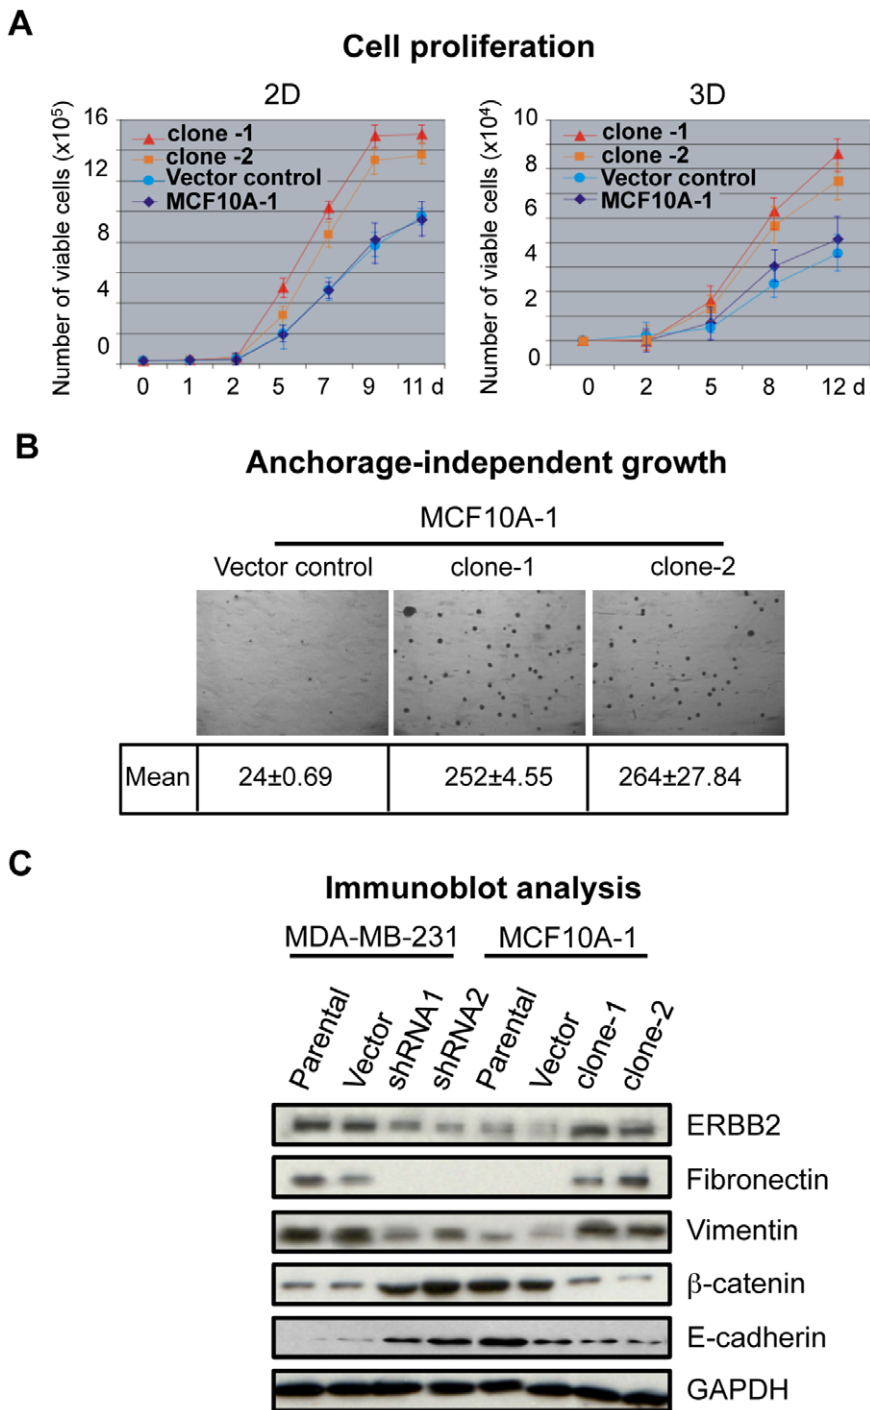 A
Cell proliferation
2D
Number of viable cells (x10⁵)
16
12
8
4
0
clone -1
clone -2
Vector control
MCF10A-1
0 1 2 5 7 9 11 d
3D
Number of viable cells (x10⁴)
10
8
6
4
2
0
clone -1
clone -2
Vector control
MCF10A-1
0 2 5 8 12 d
B
Anchorage-independent growth
MCF10A-1
Vector control clone-1 clone-2
Mean 24±0.69 252±4.55 264±27.84
C
Immunoblot analysis
MDA-MB-231 MCF10A-1
Parental Vector shRNA1 shRNA2 Parental Vector clone-1 clone-2
ERBB2
Fibronectin
Vimentin
β-catenin
E-cadherin
GAPDH